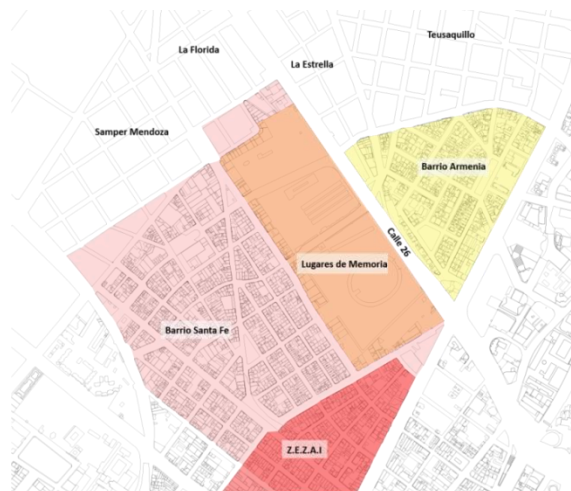 Teusaquillo
La Florida
La Estrella
Samper Mendoza
Barrio Armenia
Calle 26
Lugares de Memoria
Barrio Santa Fe
Z.E.Z.A.I